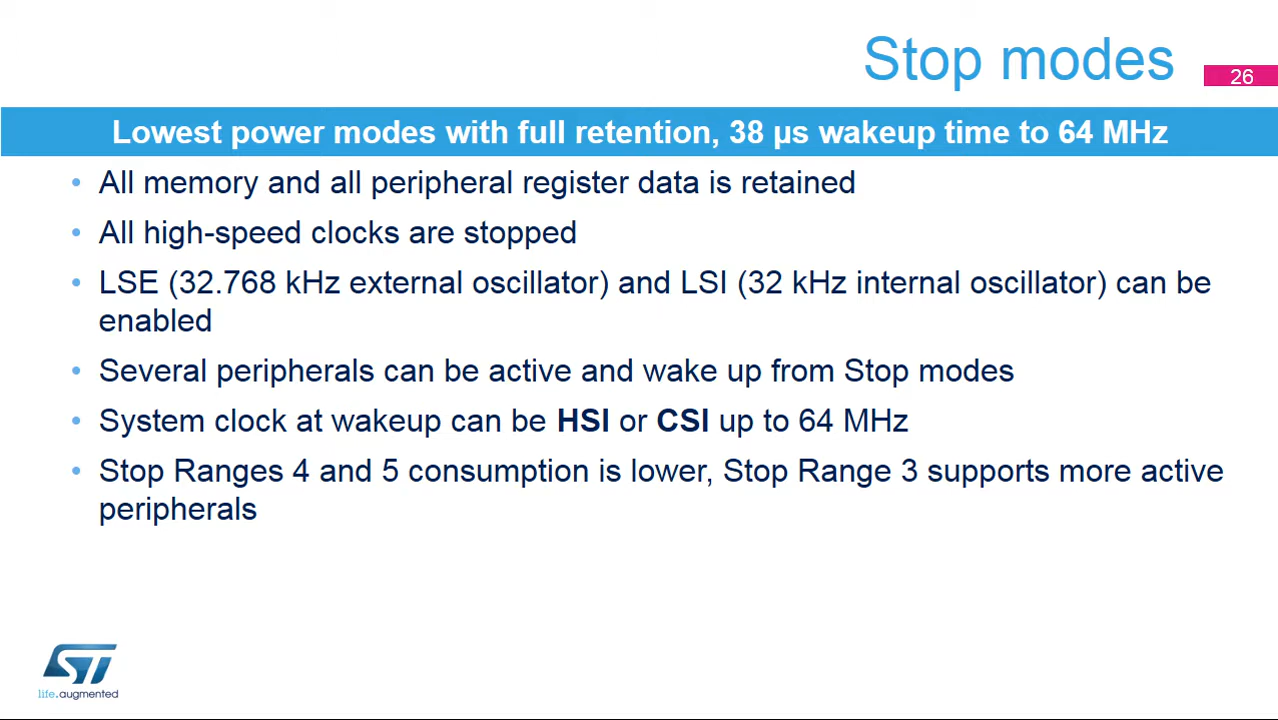 Stop modes
26
Lowest power modes with full retention, 38 µs wakeup time to 64 MHz
• All memory and all peripheral register data is retained
• All high-speed clocks are stopped
• LSE (32.768 kHz external oscillator) and LSI (32 kHz internal oscillator) can be
enabled
• Several peripherals can be active and wake up from Stop modes
• System clock at wakeup can be HSI or CSI up to 64 MHz
• Stop Ranges 4 and 5 consumption is lower, Stop Range 3 supports more active
peripherals
ST
life.augmented